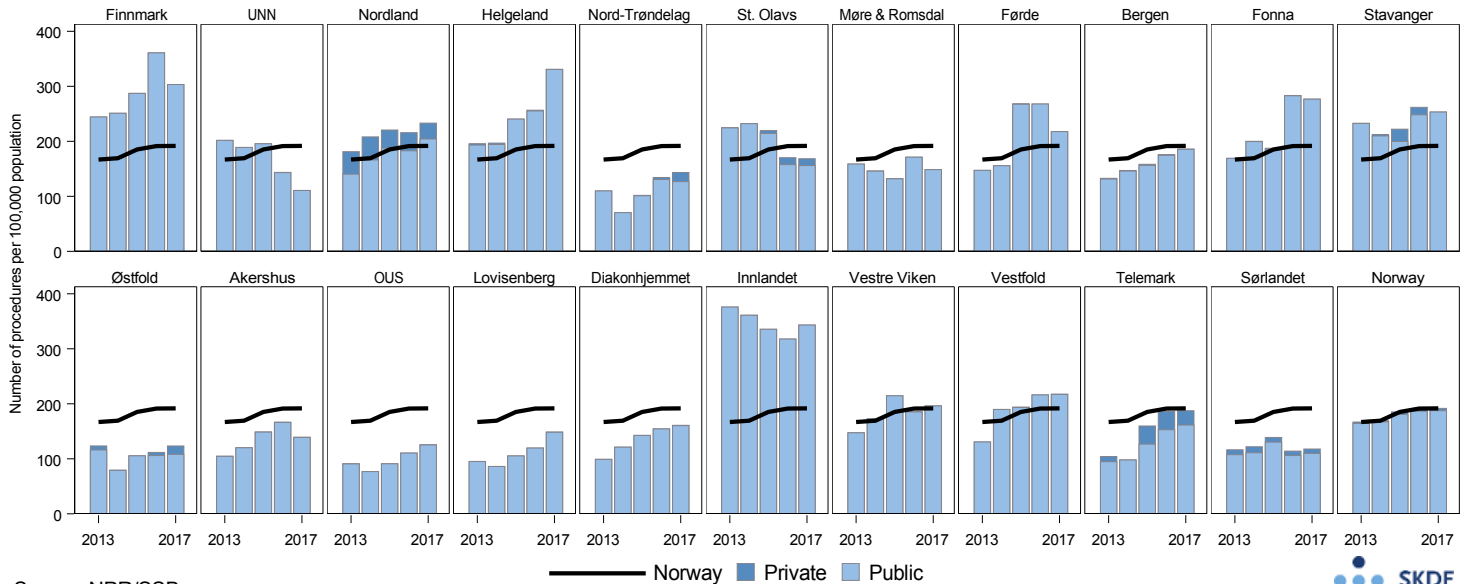 Finnmark UNN Nordland Helgeland Nord-Trøndelag St. Olavs Møre & Romsdal Førde Bergen Fonna Stavanger
400
300
200
100
0
Østfold Akershus OUS Lovisenberg Diakonhjemmet Innlandet Vestre Viken Vestfold Telemark Sørlandet Norway
400
300
200
100
0
Number of procedures per 100,000 population
2013 2017 2013 2017 2013 2017 2013 2017 2013 2017 2013 2017 2013 2017 2013 2017 2013 2017 2013 2017 2013 2017
Norway Private Public
SKDE